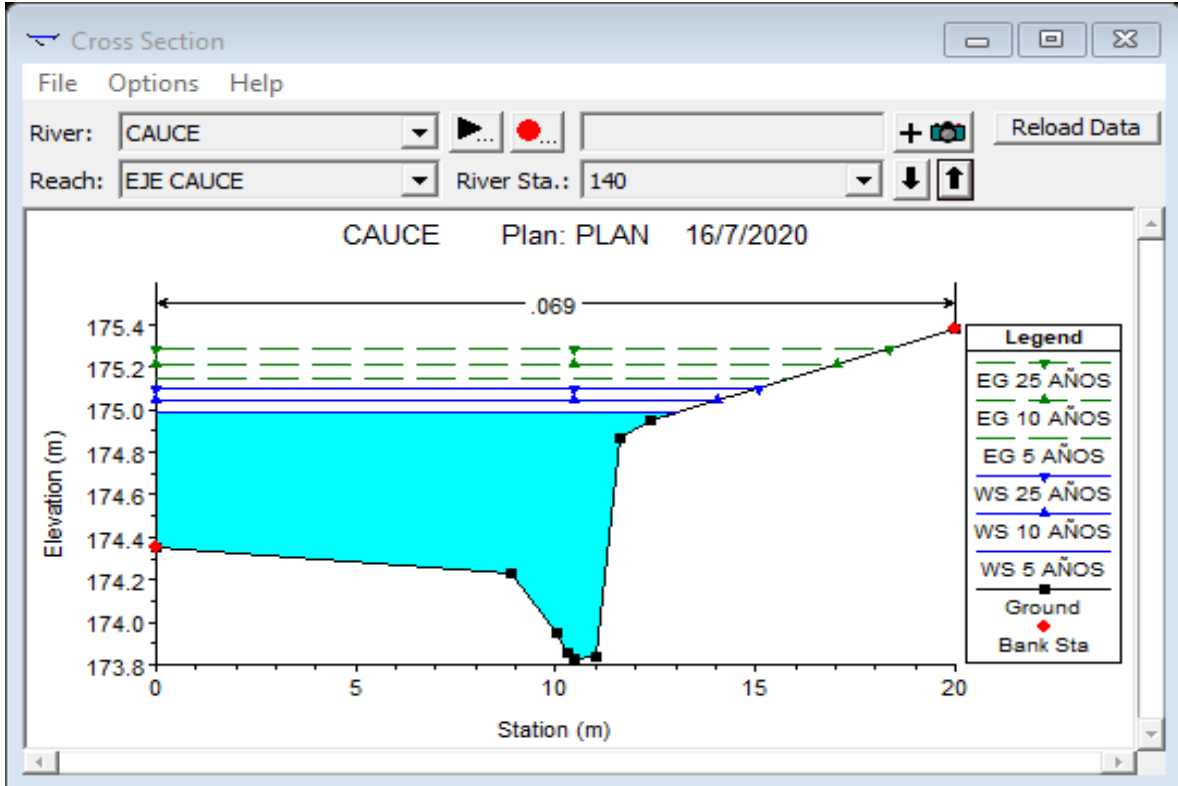 Cross Section
File Options Help
River: CAUCE ... ... + Reload Data
Reach: EJE CAUCE River Sta.: 140
CAUCE Plan: PLAN 16/7/2020
.069
175.4
175.2
175.0
174.8
174.6
174.4
174.2
174.0
173.8
Elevation (m)
0 5 10 15 20
Station (m)
Legend
EG 25 AÑOS
EG 10 AÑOS
EG 5 AÑOS
WS 25 AÑOS
WS 10 AÑOS
WS 5 AÑOS
Ground
Bank Sta